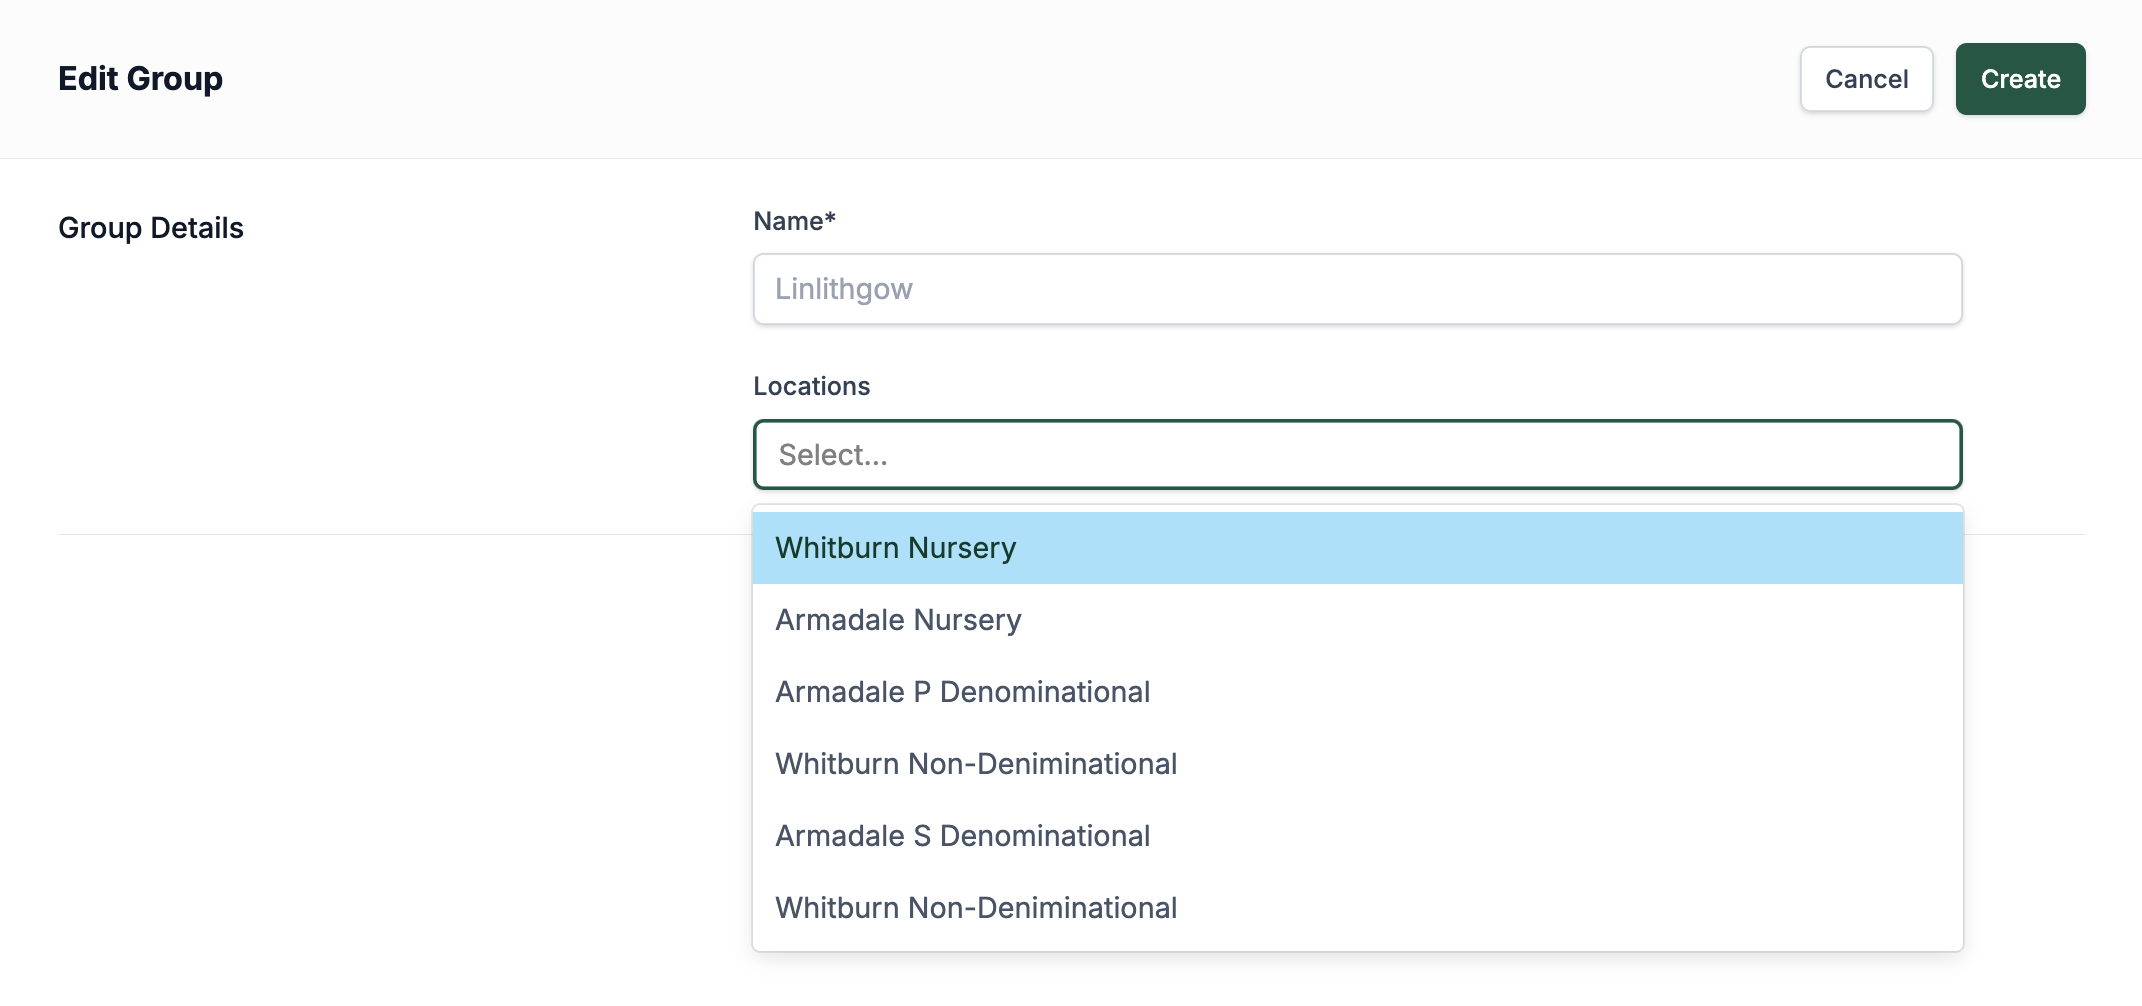 Edit Group
Cancel
Create
Group Details
Name*
Linlithgow
Locations
Select...
Whitburn Nursery
Armadale Nursery
Armadale P Denominational
Whitburn Non-Deniminational
Armadale S Denominational
Whitburn Non-Deniminational